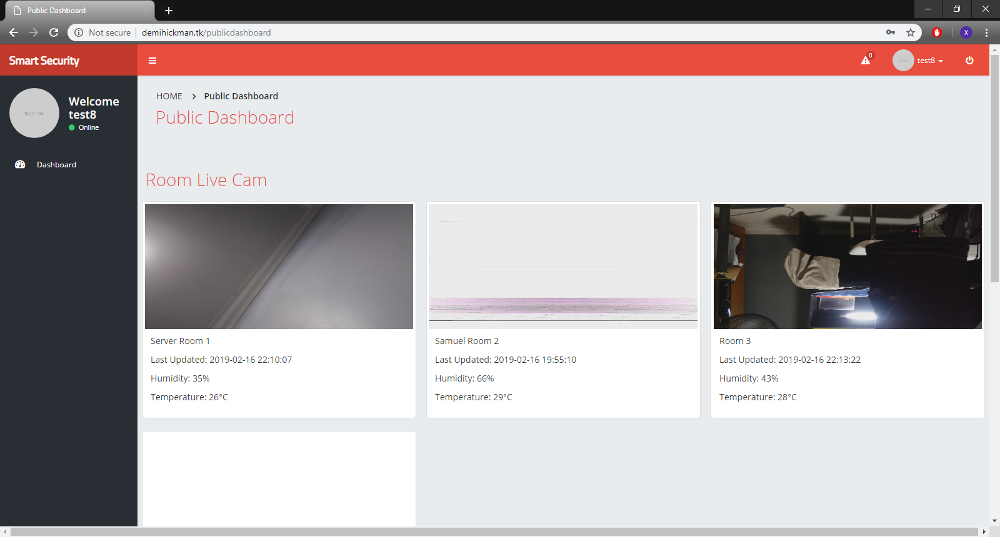 Public Dashboard
Not secure
demihickman.tk/publicdashboard
X
Smart Security
0
test8
150 x 150
Welcome
test8
Online
Dashboard
HOME > Public Dashboard
Public Dashboard
Room Live Cam
Server Room 1
Last Updated: 2019-02-16 22:10:07
Humidity: 35%
Temperature: 26°C
Samuel Room 2
Last Updated: 2019-02-16 19:55:10
Humidity: 66%
Temperature: 29°C
Room 3
Last Updated: 2019-02-16 22:13:22
Humidity: 43%
Temperature: 28°C